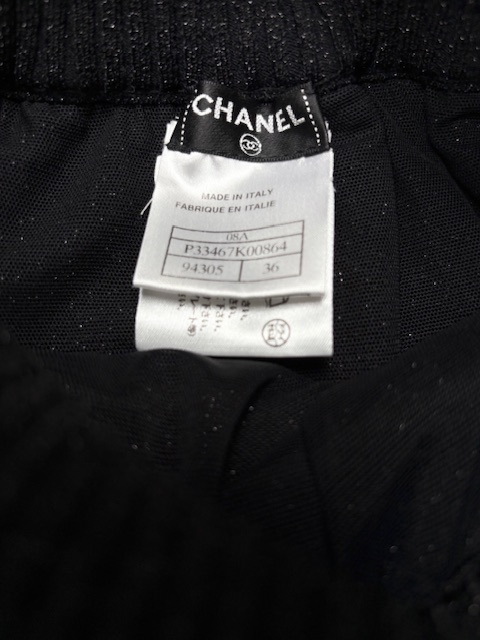 CHANEL
MADE IN ITALY
FABRIQUE EN ITALIE
08A
P33467K00864
94305 36